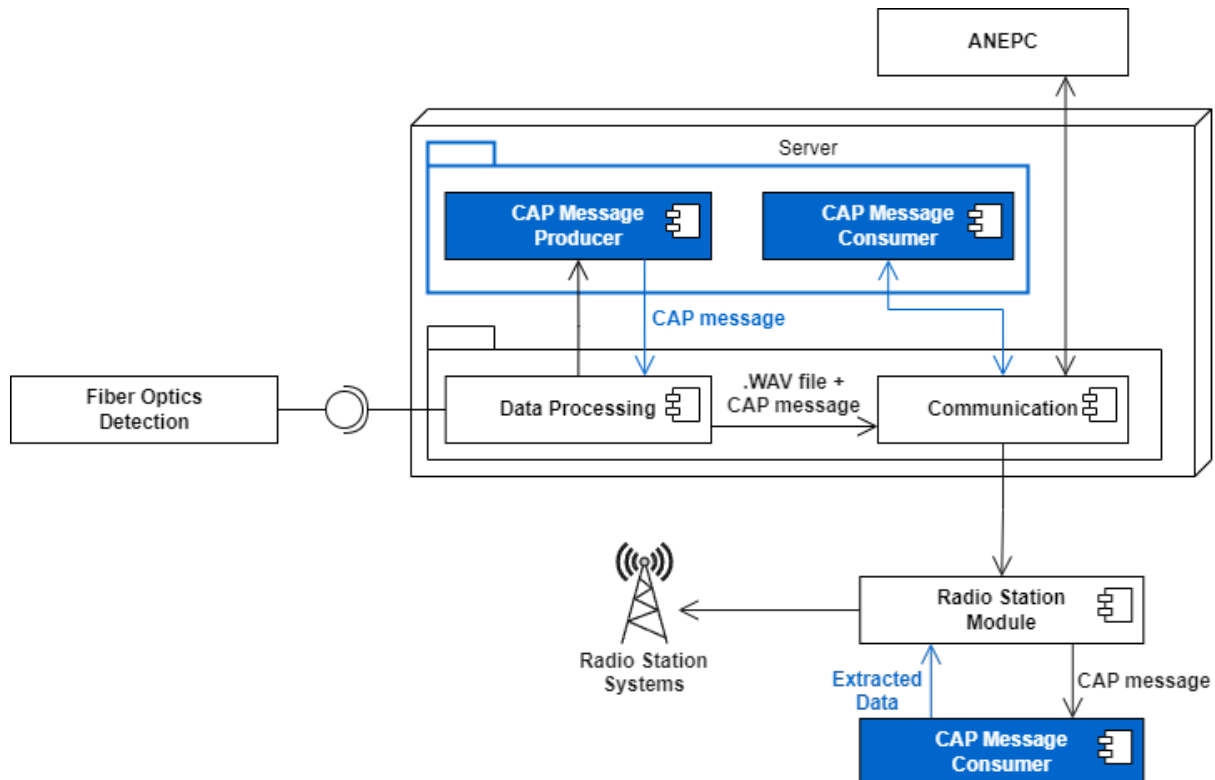 ANEPC
Server
CAP Message
Producer
CAP Message
Consumer
CAP message
Fiber Optics
Detection
Data Processing
.WAV file +
CAP message
Communication
Radio Station
Module
Radio Station
Systems
Extracted
Data
CAP message
CAP Message
Consumer